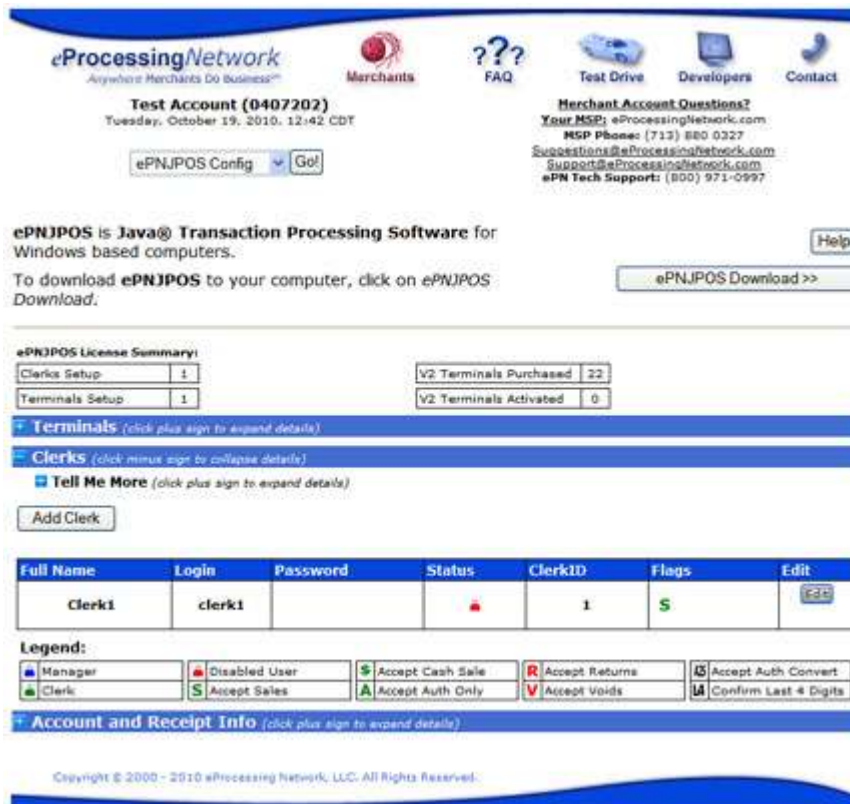 eProcessingNetwork
Anywhere Merchants Do Business℠
Merchants
???
FAQ
Test Drive
Developers
Contact
Test Account (0407202)
Tuesday, October 19, 2010, 12:42 CDT
ePNJPOS Config Go!
Merchant Account Questions?
Your MSP: eProcessingNetwork.com
MSP Phone: (713) 880 0327
Suggestions@eProcessingNetwork.com
Support@eProcessingNetwork.com
ePN Tech Support: (800) 971-0997
ePNJPOS is Java® Transaction Processing Software for
Windows based computers.
Help
To download ePNJPOS to your computer, click on ePNJPOS
Download.
ePNJPOS Download >>
ePNJPOS License Summary:
Clerks Setup 1 V2 Terminals Purchased 22
Terminals Setup 1 V2 Terminals Activated 0
Terminals (click plus sign to expand details)
Clerks (click minus sign to collapse details)
Tell Me More (click plus sign to expand details)
Add Clerk
Full Name Login Password Status ClerkID Flags Edit
Clerk1 clerk1 1 S Edit
Legend:
Manager Disabled User $ Accept Cash Sale R Accept Returns Accept Auth Convert
Clerk S Accept Sales A Accept Auth Only V Accept Voids L4 Confirm Last 4 Digits
Account and Receipt Info (click plus sign to expand details)
Copyright © 2000 - 2010 eProcessing Network, LLC. All Rights Reserved.